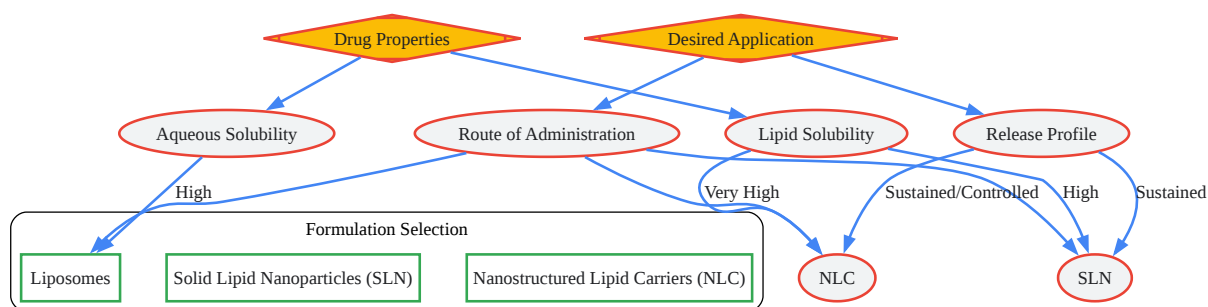 Drug Properties
Desired Application
Aqueous Solubility
Route of Administration
Lipid Solubility
Release Profile
High
Very High
Sustained/Controlled
High
Sustained
Formulation Selection
Liposomes
Solid Lipid Nanoparticles (SLN)
Nanostructured Lipid Carriers (NLC)
NLC
SLN